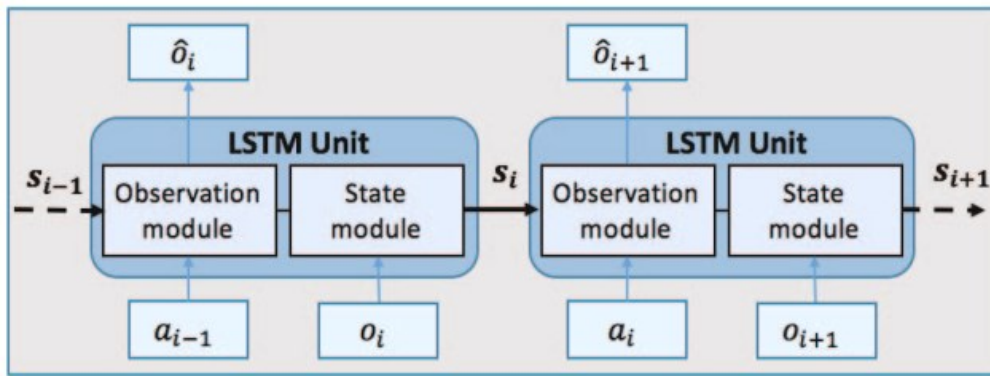 ô_i ô_{i+1}
LSTM Unit LSTM Unit
s_{i-1} s_i s_{i+1}
Observation module State module Observation module State module
a_{i-1} o_i a_i o_{i+1}